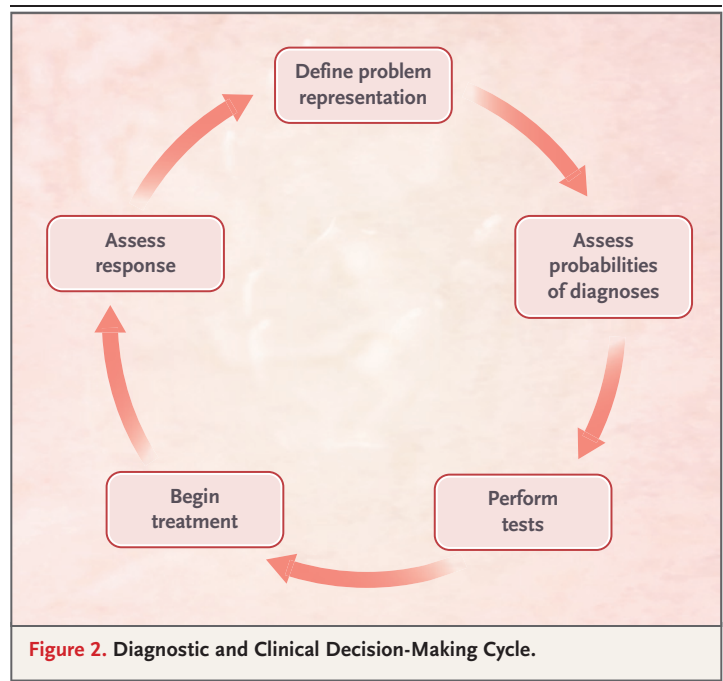 Define problem
representation
Assess
probabilities
of diagnoses
Perform
tests
Begin
treatment
Assess
response
Figure 2. Diagnostic and Clinical Decision-Making Cycle.